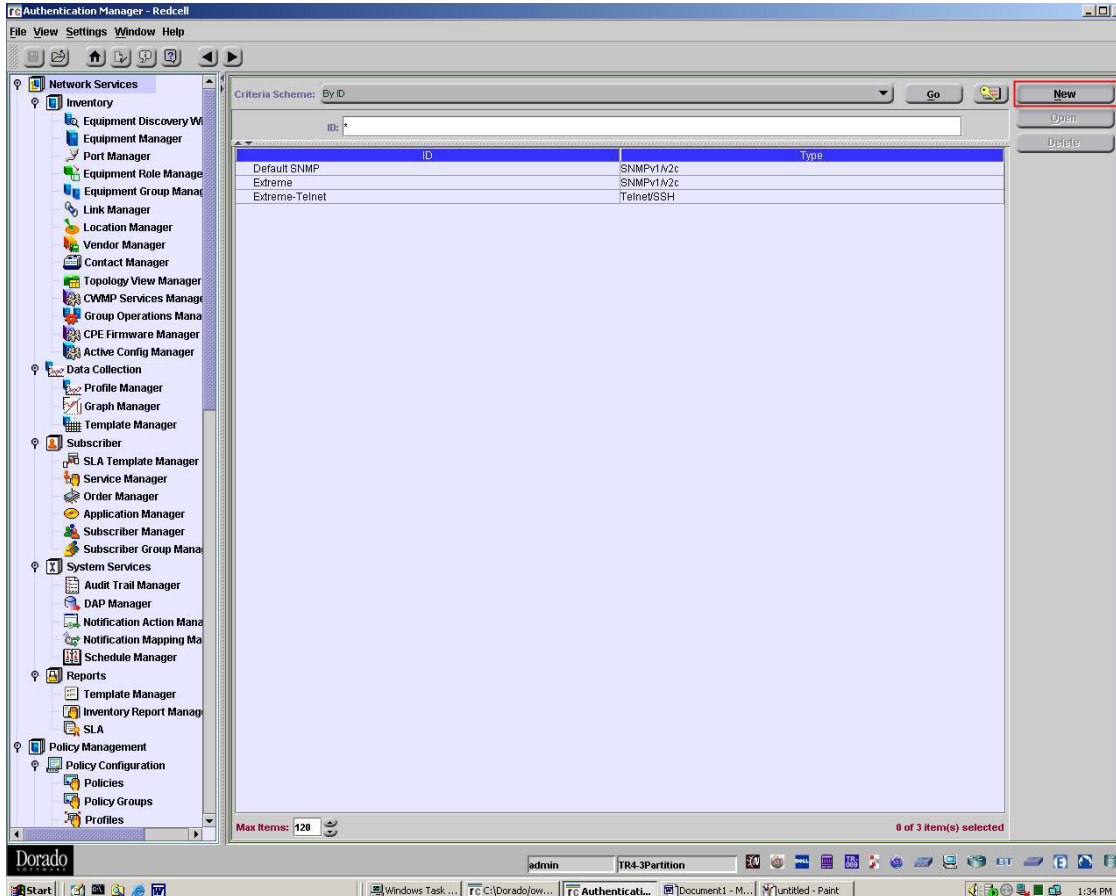 Authentication Manager - Redcell
File View Settings Window Help
Network Services
Inventory
Equipment Discovery Wi
Equipment Manager
Port Manager
Equipment Role Manage
Equipment Group Manag
Link Manager
Location Manager
Vendor Manager
Contact Manager
Topology View Manager
CWMP Services Manage
Group Operations Mana
CPE Firmware Manager
Active Config Manager
Data Collection
Profile Manager
Graph Manager
Template Manager
Subscriber
SLA Template Manager
Service Manager
Order Manager
Application Manager
Subscriber Manager
Subscriber Group Manag
System Services
Audit Trail Manager
DAP Manager
Notification Action Mana
Notification Mapping Ma
Schedule Manager
Reports
Template Manager
Inventory Report Manag
SLA
Policy Management
Policy Configuration
Policies
Policy Groups
Profiles
Criteria Scheme: By ID Go
ID: *
ID Type
Default SNMP SNMPv1/v2c
Extreme SNMPv1/v2c
Extreme-Telnet Telnet/SSH
Max Items: 120 0 of 3 item(s) selected
New
Open
Delete
Dorado
SOFTWARE
admin TR4-3Partition
Start Windows Task ... C:\Dorado/ow... Authenticati... Document1 - M... untitled - Paint 1:34 PM